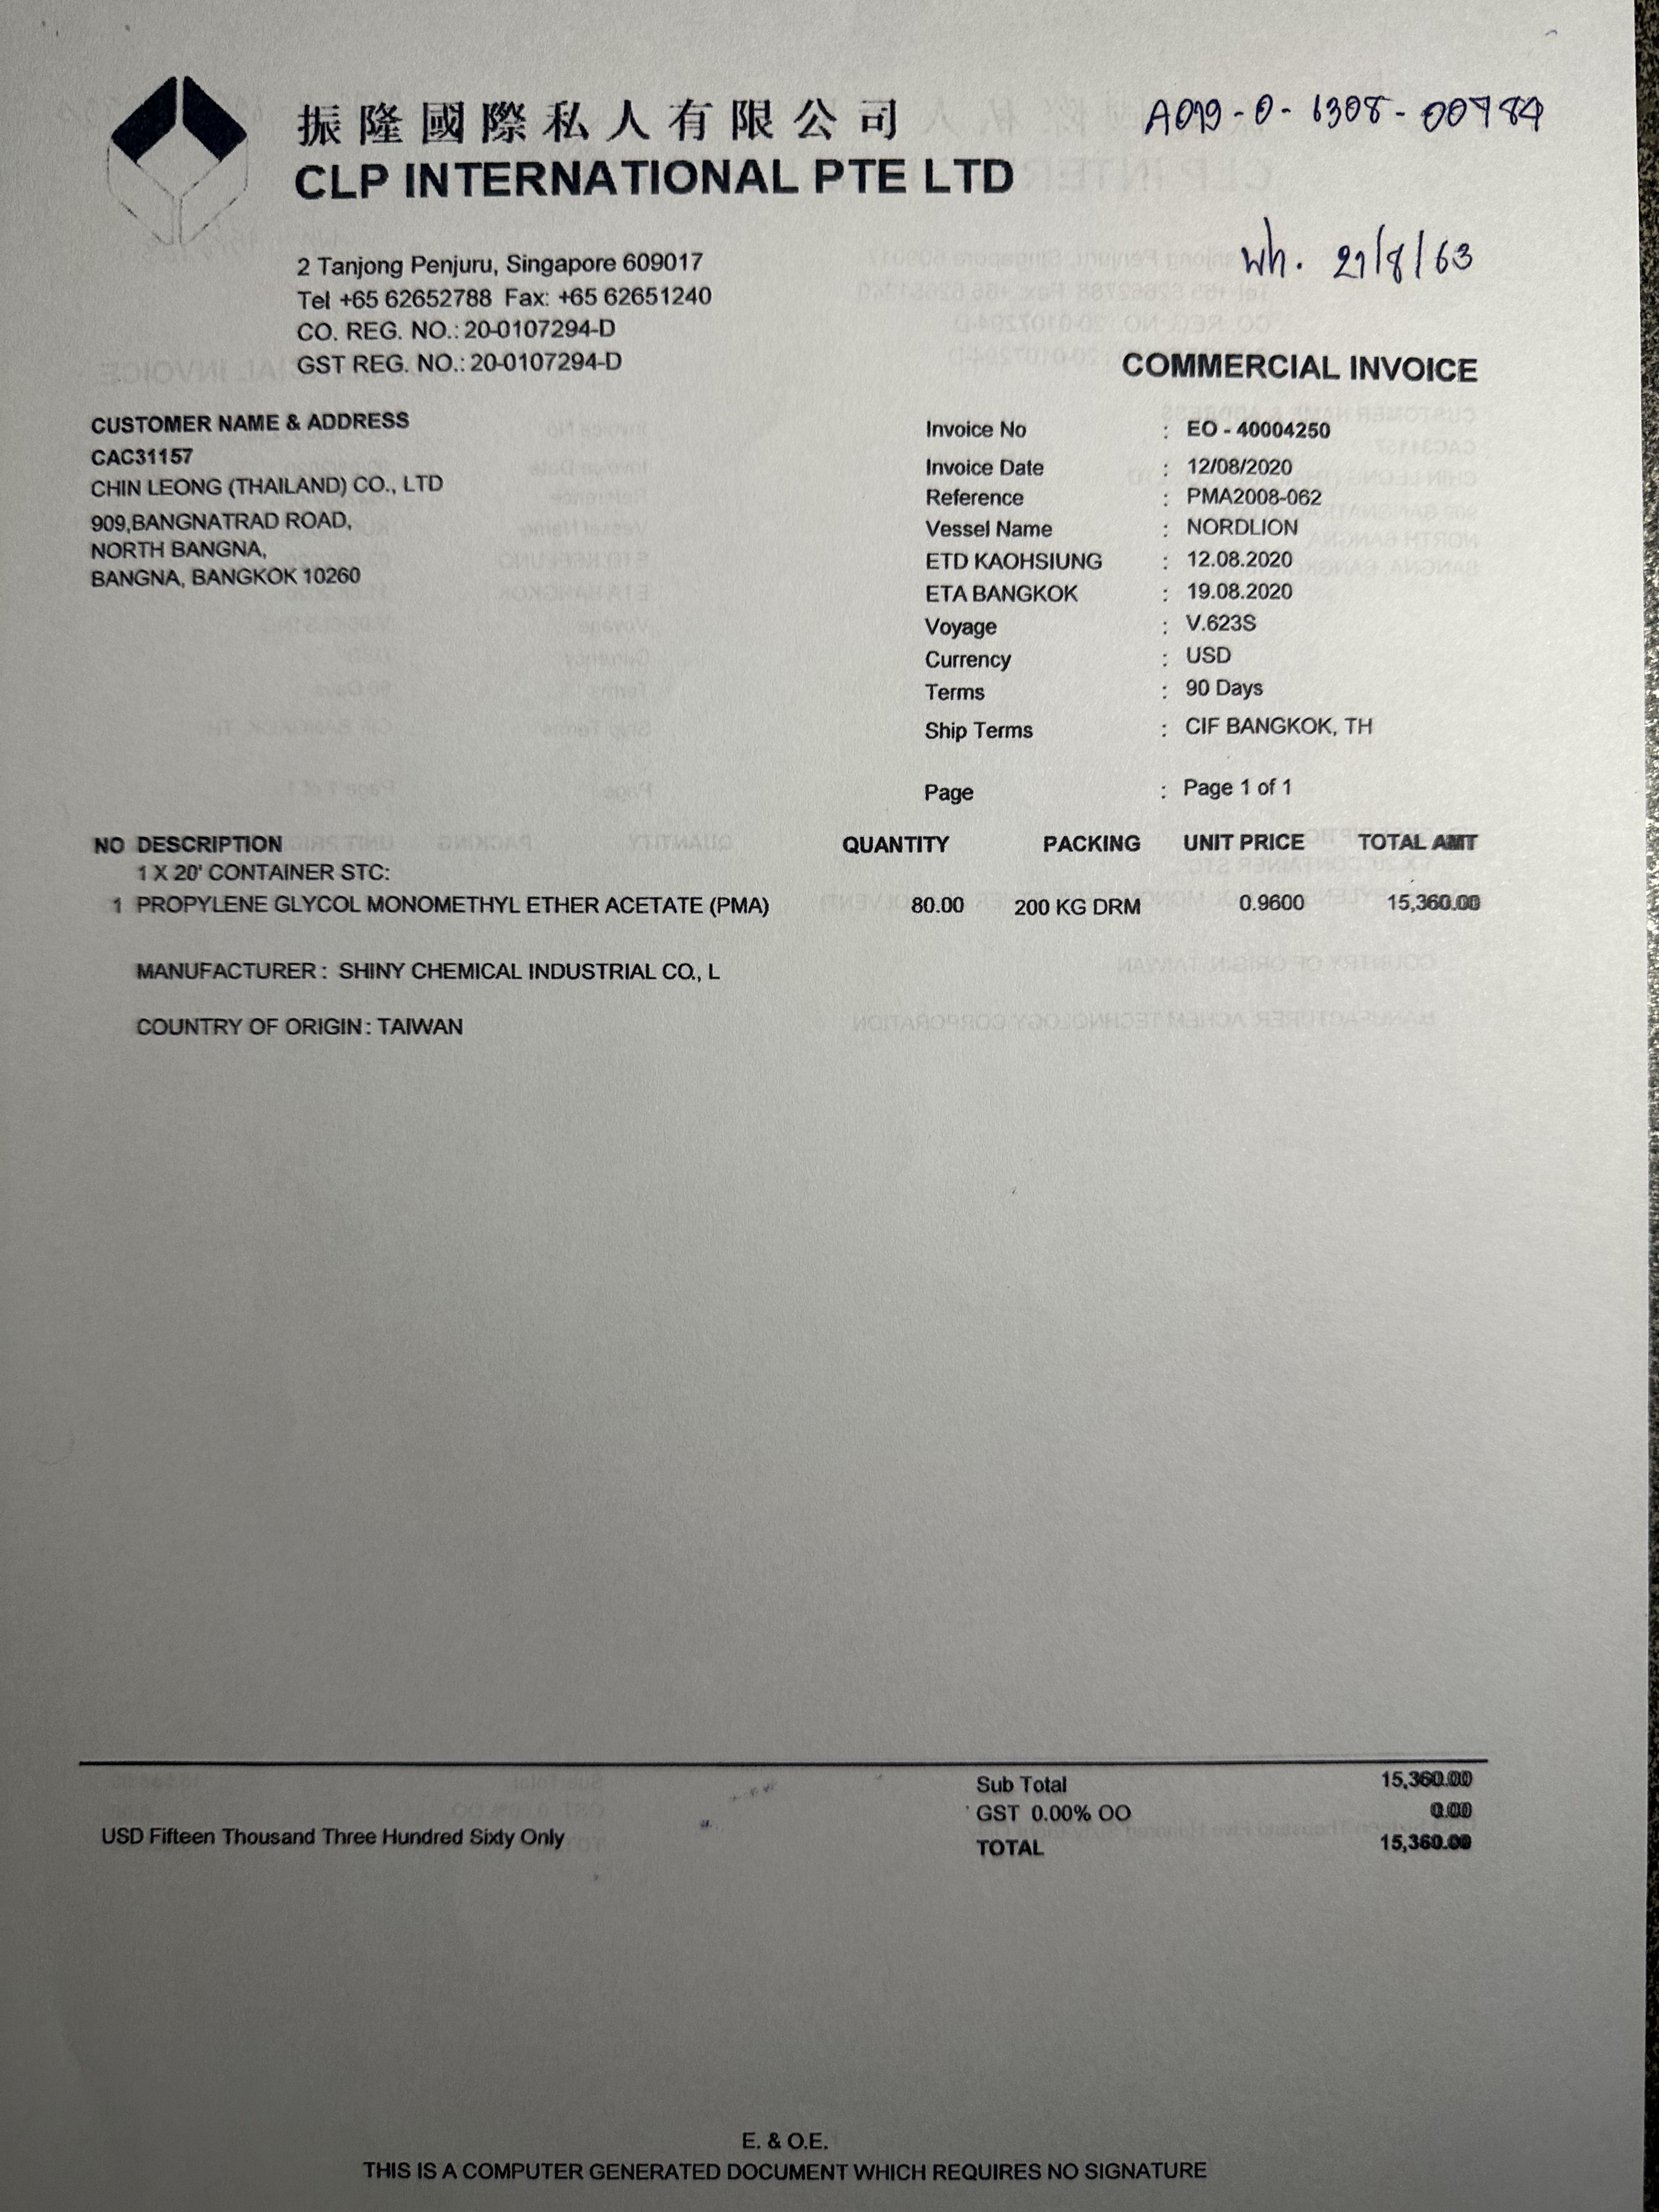 振隆國際私人有限公司
CLP INTERNATIONAL PTE LTD
A019-0-6308-00784
2 Tanjong Penjuru, Singapore 609017
Tel +65 62652788 Fax: +65 62651240
CO. REG. NO.: 20-0107294-D
GST REG. NO.: 20-0107294-D
21/8/63
COMMERCIAL INVOICE
CUSTOMER NAME & ADDRESS
CAC31157
CHIN LEONG (THAILAND) CO., LTD
909,BANGNATRAD ROAD,
NORTH BANGNA,
BANGNA, BANGKOK 10260
Invoice No : EO - 40004250
Invoice Date : 12/08/2020
Reference : PMA2008-062
Vessel Name : NORDLION
ETD KAOHSIUNG : 12.08.2020
ETA BANGKOK : 19.08.2020
Voyage : V.623S
Currency : USD
Terms : 90 Days
Ship Terms : CIF BANGKOK, TH
Page : Page 1 of 1
NO DESCRIPTION QUANTITY PACKING UNIT PRICE TOTAL AMT
1 X 20' CONTAINER STC:
1 PROPYLENE GLYCOL MONOMETHYL ETHER ACETATE (PMA) 80.00 200 KG DRM 0.9600 15,360.00
MANUFACTURER : SHINY CHEMICAL INDUSTRIAL CO., L
COUNTRY OF ORIGIN : TAIWAN
Sub Total 15,360.00
GST 0.00% OO 0.00
USD Fifteen Thousand Three Hundred Sixty Only
TOTAL 15,360.00
E. & O.E.
THIS IS A COMPUTER GENERATED DOCUMENT WHICH REQUIRES NO SIGNATURE